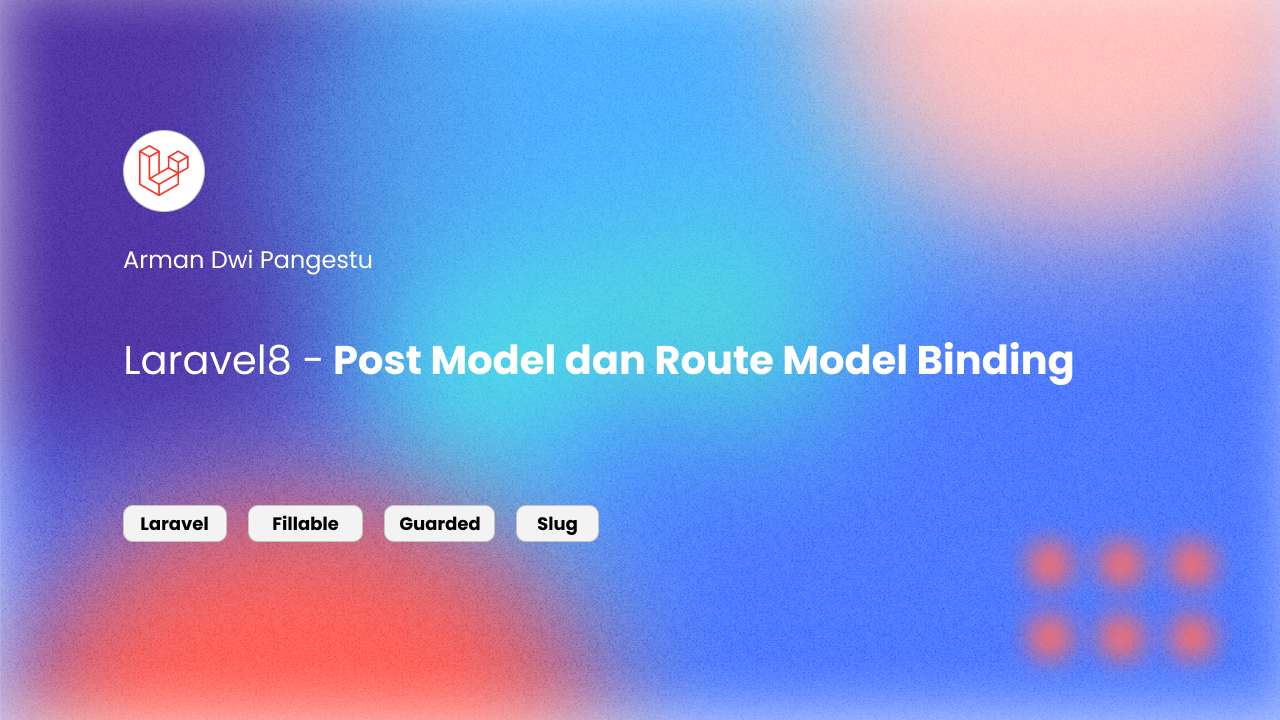 Arman Dwi Pangestu
Laravel8 - Post Model dan Route Model Binding
Laravel Fillable Guarded Slug